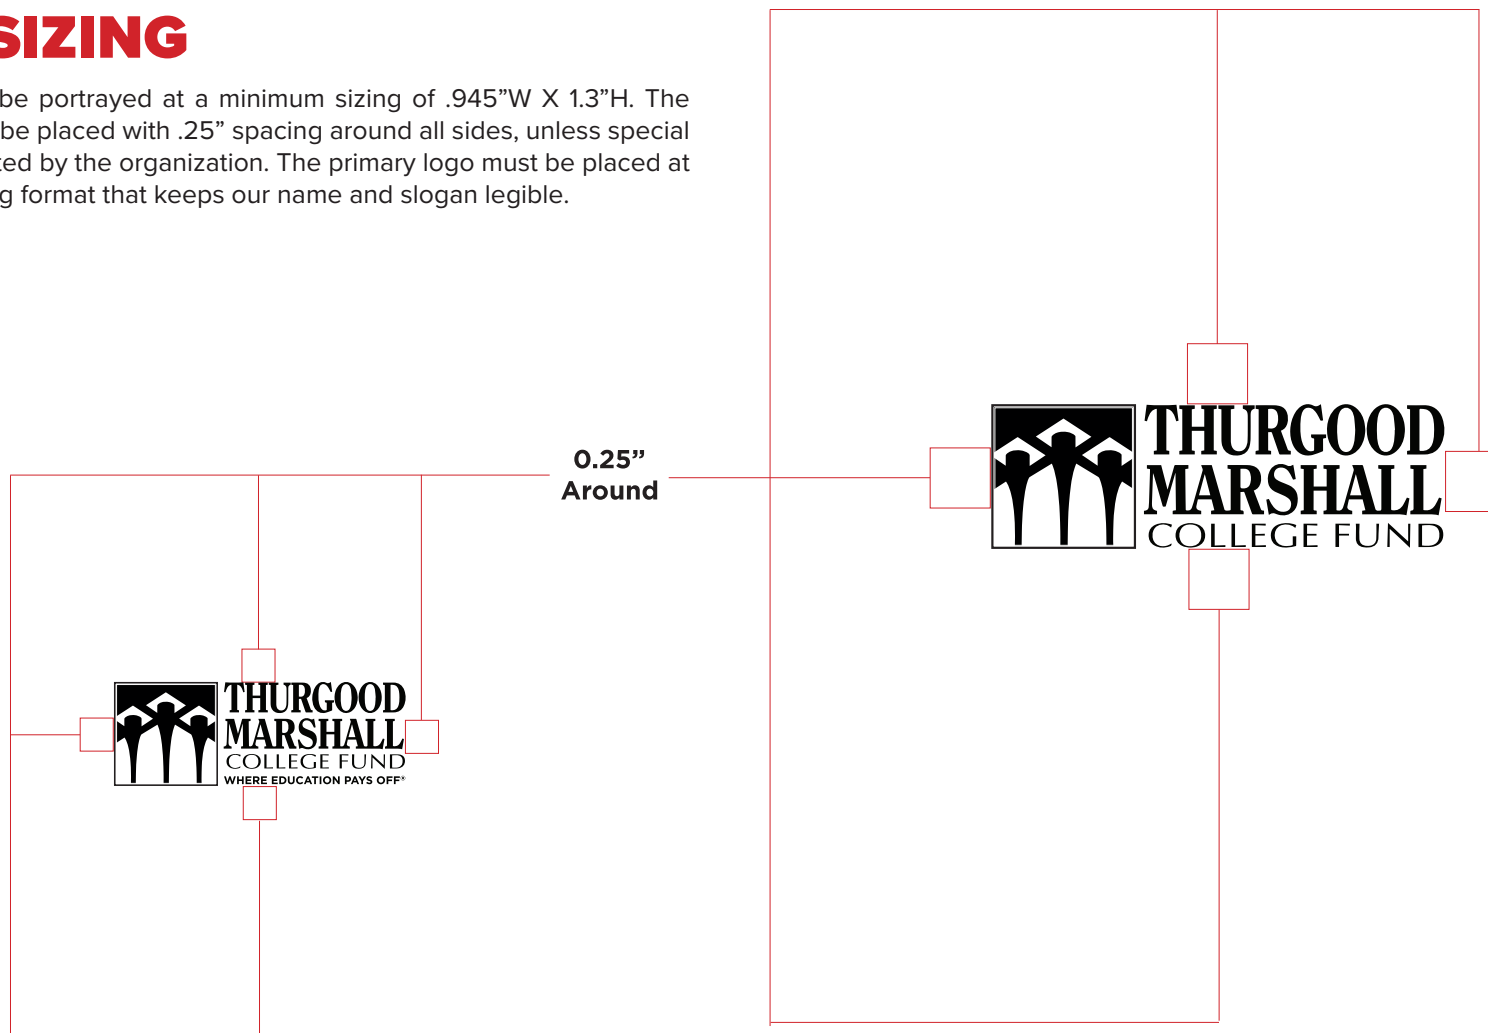 SIZING
be portrayed at a minimum sizing of .945”W X 1.3”H. The
be placed with .25” spacing around all sides, unless special
ted by the organization. The primary logo must be placed at
g format that keeps our name and slogan legible.
0.25”
Around
THURGOOD
MARSHALL
COLLEGE FUND
THURGOOD
MARSHALL
COLLEGE FUND
WHERE EDUCATION PAYS OFF®